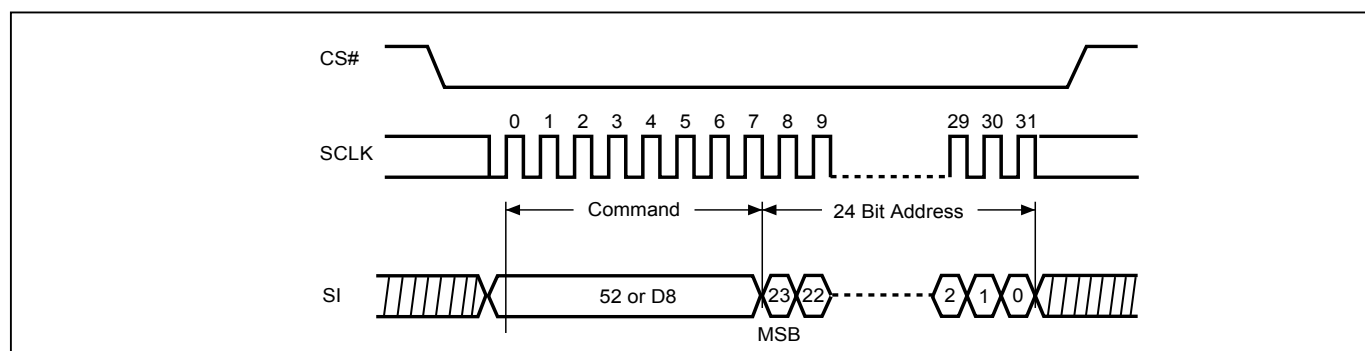 CS#
0 1 2 3 4 5 6 7 8 9 29 30 31
SCLK
Command 24 Bit Address
SI 52 or D8 23 22 2 1 0
MSB